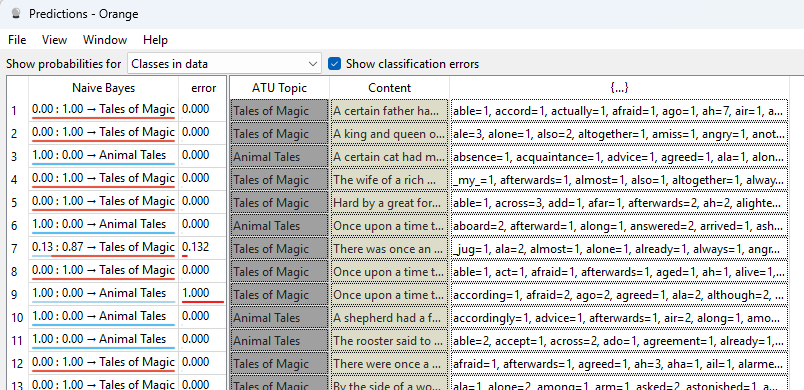 Predictions - Orange
File View Window Help
Show probabilities for Classes in data Show classification errors
Naive Bayes error ATU Topic Content {...}
1 0.00 : 1.00 → Tales of Magic 0.000 Tales of Magic A certain father ha... able=1, accord=1, actually=1, afraid=1, ago=1, ah=7, air=1, a...
2 0.00 : 1.00 → Tales of Magic 0.000 Tales of Magic A king and queen o... ale=3, alone=1, also=2, altogether=1, amiss=1, angry=1, anot...
3 1.00 : 0.00 → Animal Tales 0.000 Animal Tales A certain cat had m... absence=1, acquaintance=1, advice=1, agreed=1, ala=1, alon...
4 0.00 : 1.00 → Tales of Magic 0.000 Tales of Magic The wife of a rich ... _my_=1, afterwards=1, almost=1, also=1, altogether=1, alway...
5 0.00 : 1.00 → Tales of Magic 0.000 Tales of Magic Hard by a great for... able=1, across=3, add=1, afar=1, afterwards=2, ah=2, alighte...
6 1.00 : 0.00 → Animal Tales 0.000 Animal Tales Once upon a time t... aboard=2, afterward=1, along=1, answered=2, arrived=1, ash...
7 0.13 : 0.87 → Tales of Magic 0.132 Tales of Magic There was once an ... _jug=1, ala=2, almost=1, alone=1, already=1, always=1, angr...
8 0.00 : 1.00 → Tales of Magic 0.000 Tales of Magic Once upon a time t... able=1, act=1, afraid=1, afterwards=1, aged=1, ah=1, alive=1,...
9 1.00 : 0.00 → Animal Tales 1.000 Tales of Magic Once upon a time t... according=1, afraid=2, ago=2, agreed=1, ala=2, although=2, ...
10 1.00 : 0.00 → Animal Tales 0.000 Animal Tales A shepherd had a f... accordingly=1, advice=1, afterwards=1, air=2, along=1, amo...
11 1.00 : 0.00 → Animal Tales 0.000 Animal Tales The rooster said to ... able=2, accept=1, across=2, ado=1, agreement=1, already=1,...
12 0.00 : 1.00 → Tales of Magic 0.000 Tales of Magic There were once a ... afraid=1, afterwards=1, agreed=1, ah=3, aha=1, ail=1, alarme...
13 1.00 : 0.00 → Animal Tales 0.000 Animal Tales By the side of a wo... ala=1, alone=2, among=1, arm=1, asked=2, astonished=1, a...